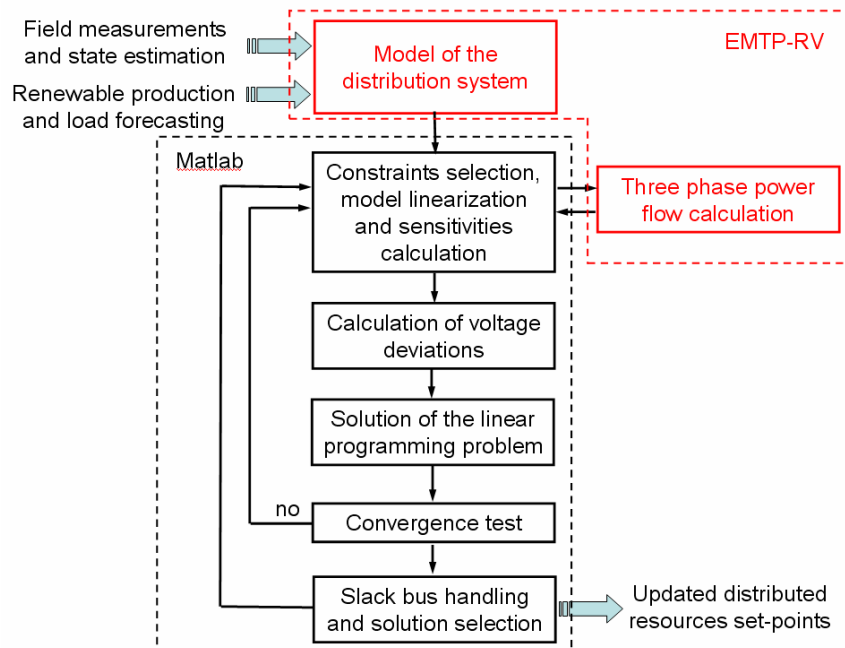 Field measurements
and state estimation
Renewable production
and load forecasting
Model of the
distribution system
EMTP-RV
Matlab
Constraints selection,
model linearization
and sensitivities
calculation
Three phase power
flow calculation
Calculation of voltage
deviations
Solution of the linear
programming problem
no
Convergence test
Slack bus handling
and solution selection
Updated distributed
resources set-points